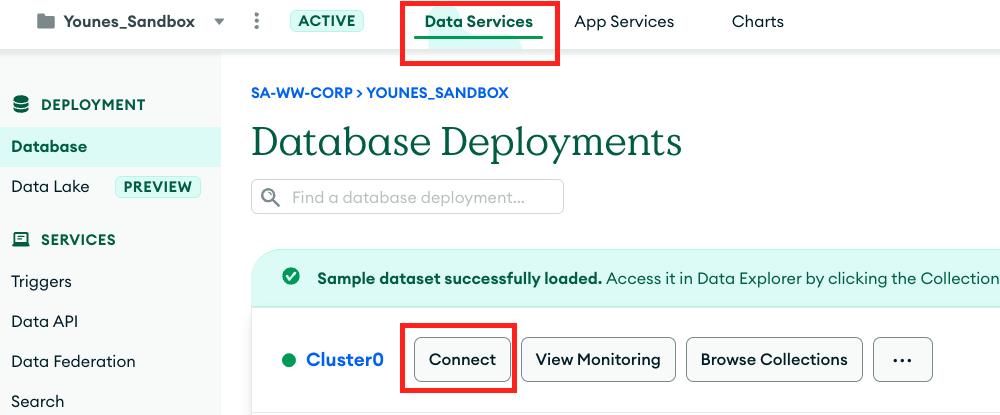 Younes_Sandbox ACTIVE Data Services App Services Charts
DEPLOYMENT
Database
Data Lake PREVIEW
SERVICES
Triggers
Data API
Data Federation
Search
SA-WW-CORP > YOUNES_SANDBOX
Database Deployments
Find a database deployment...
Sample dataset successfully loaded. Access it in Data Explorer by clicking the Collection
Cluster0 Connect View Monitoring Browse Collections ...